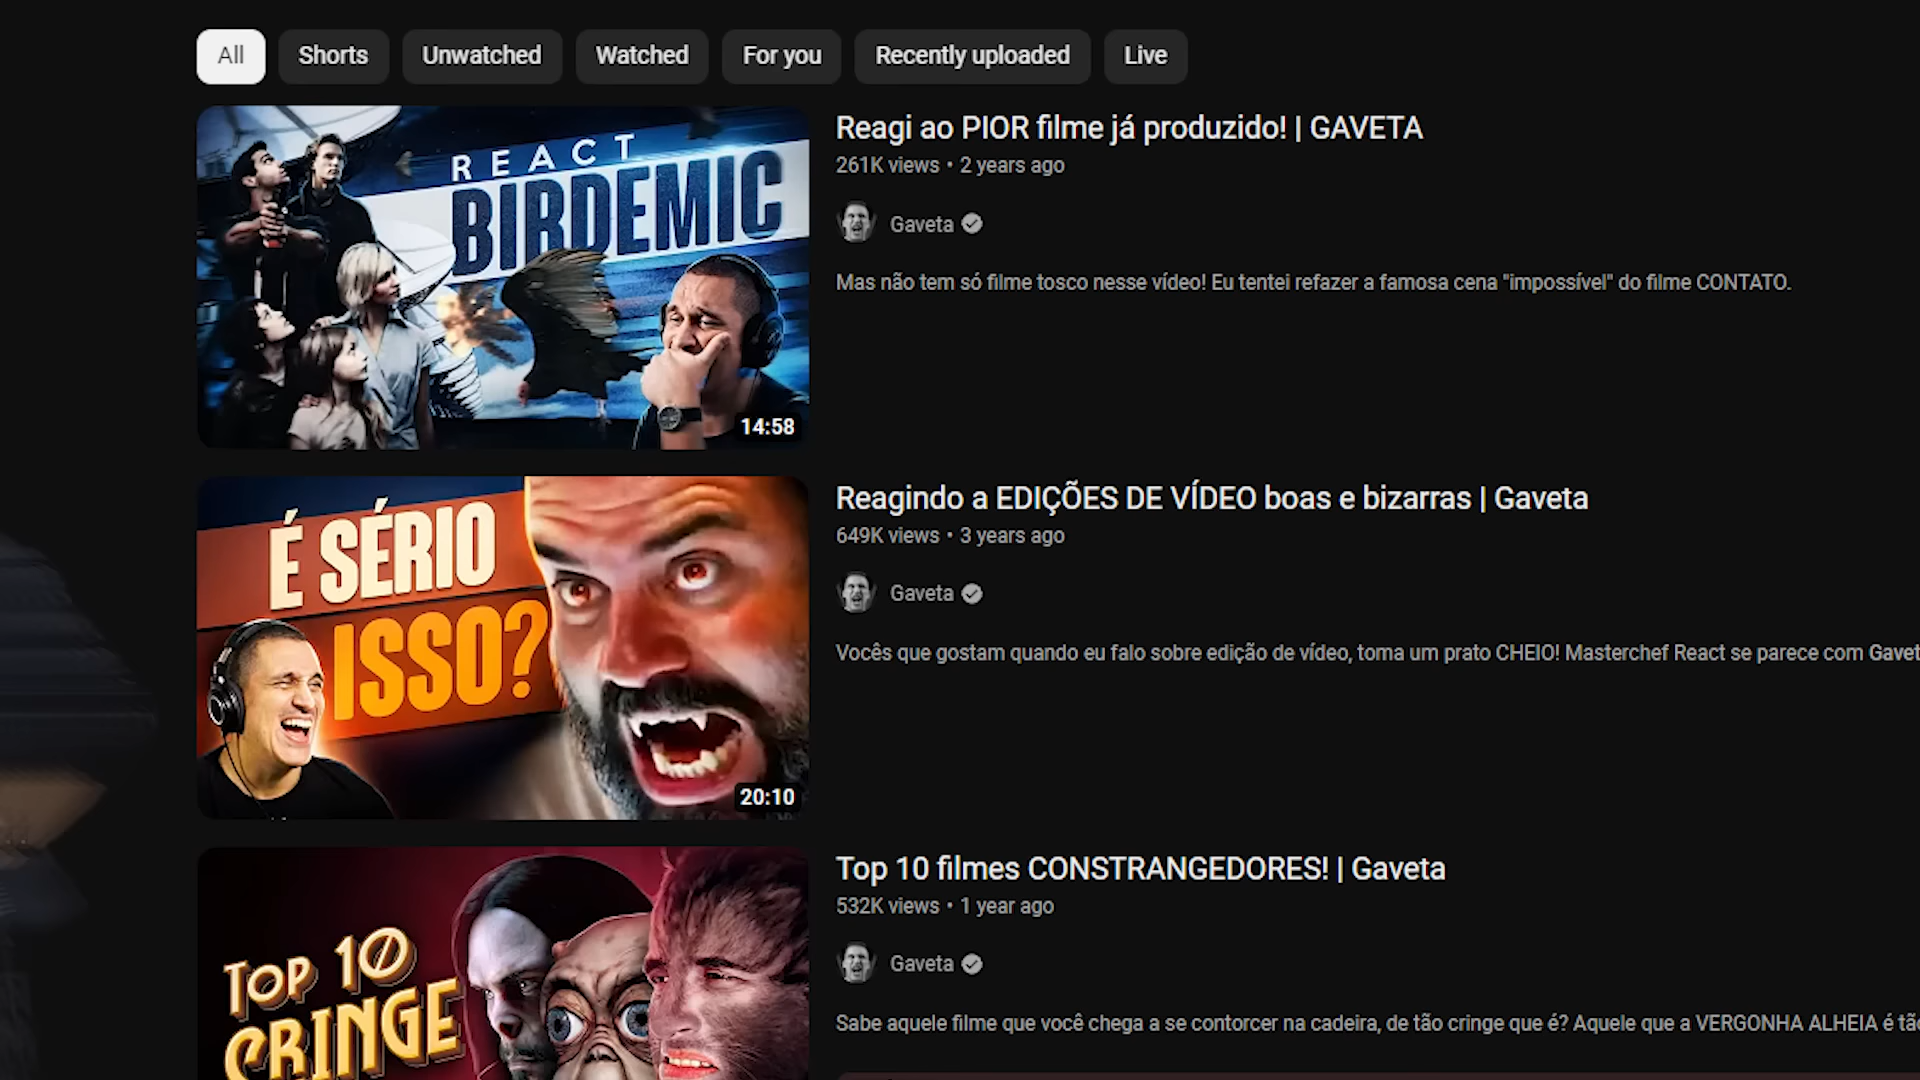 All
Shorts
Unwatched
Watched
For you
Recently uploaded
Live
REACT
BIRDEMIC
14:58
Reagi ao PIOR filme já produzido! | GAVETA
261K views • 2 years ago
Gaveta
Mas não tem só filme tosco nesse vídeo! Eu tentei refazer a famosa cena "impossível" do filme CONTATO.
É SÉRIO
ISSO?
20:10
Reagindo a EDIÇÕES DE VÍDEO boas e bizarras | Gaveta
649K views • 3 years ago
Gaveta
Vocês que gostam quando eu falo sobre edição de vídeo, toma um prato CHEIO! Masterchef React se parece com Gavet
TOP 10
CRINGE
Top 10 filmes CONSTRANGEDORES! | Gaveta
532K views • 1 year ago
Gaveta
Sabe aquele filme que você chega a se contorcer na cadeira, de tão cringe que é? Aquele que a VERGONHA ALHEIA é tão